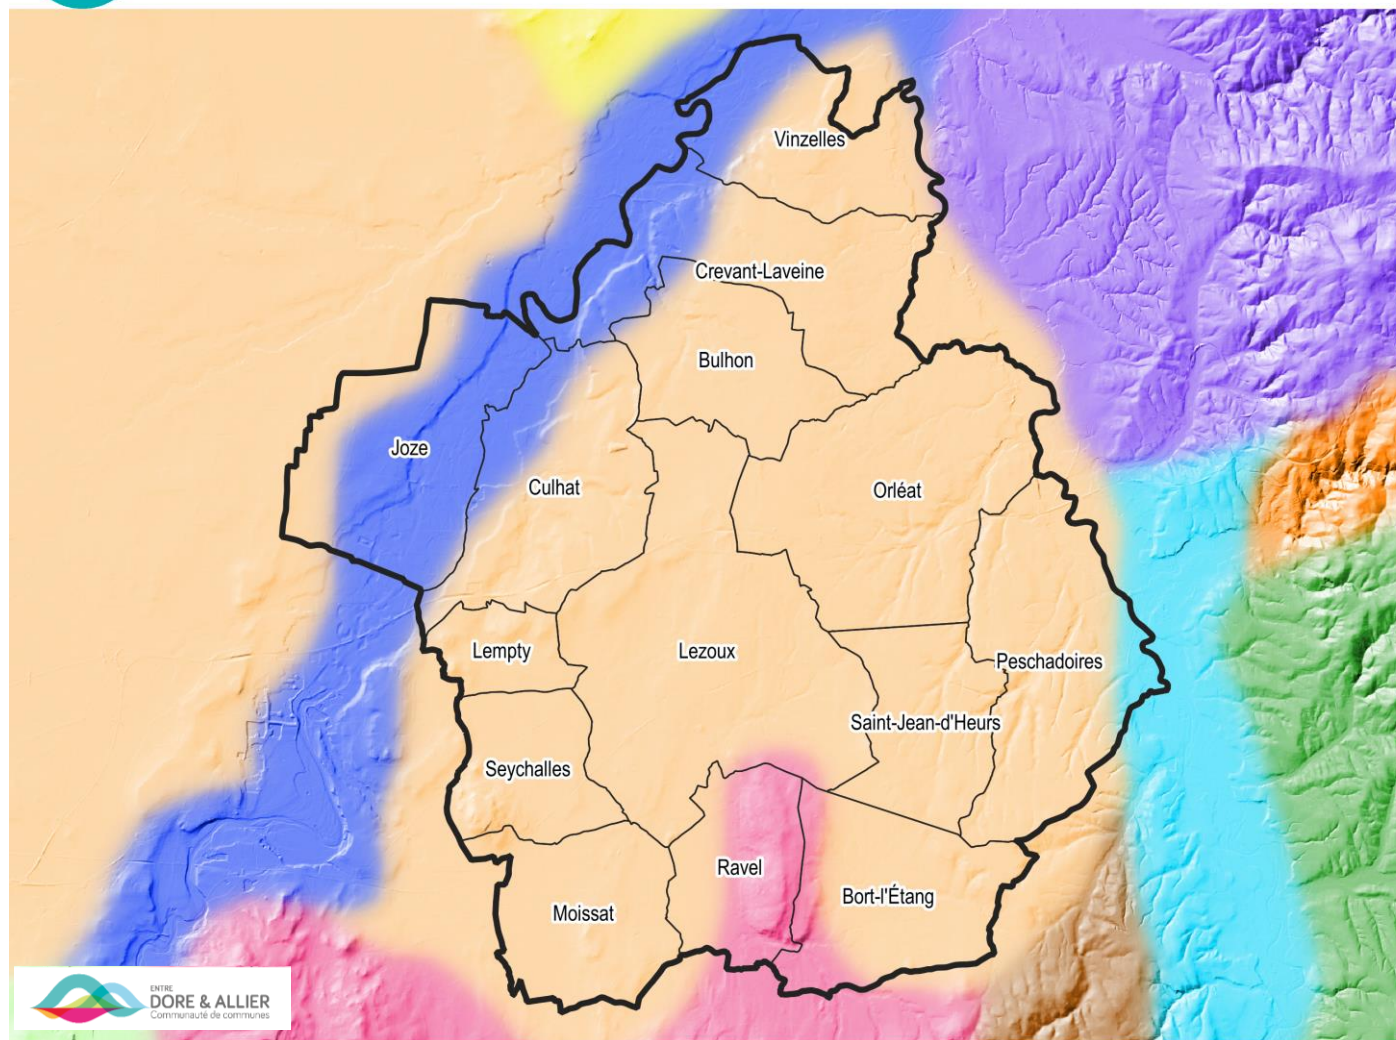 Vinzelles
Crevant-Laveine
Bulhon
Joze
Culhat
Orléat
Lempty
Lezoux
Peschadoires
Saint-Jean-d'Heurs
Seychalles
Ravel
Bort-l'Étang
Moissat
ENTRE
DORE & ALLIER
Communauté de communes